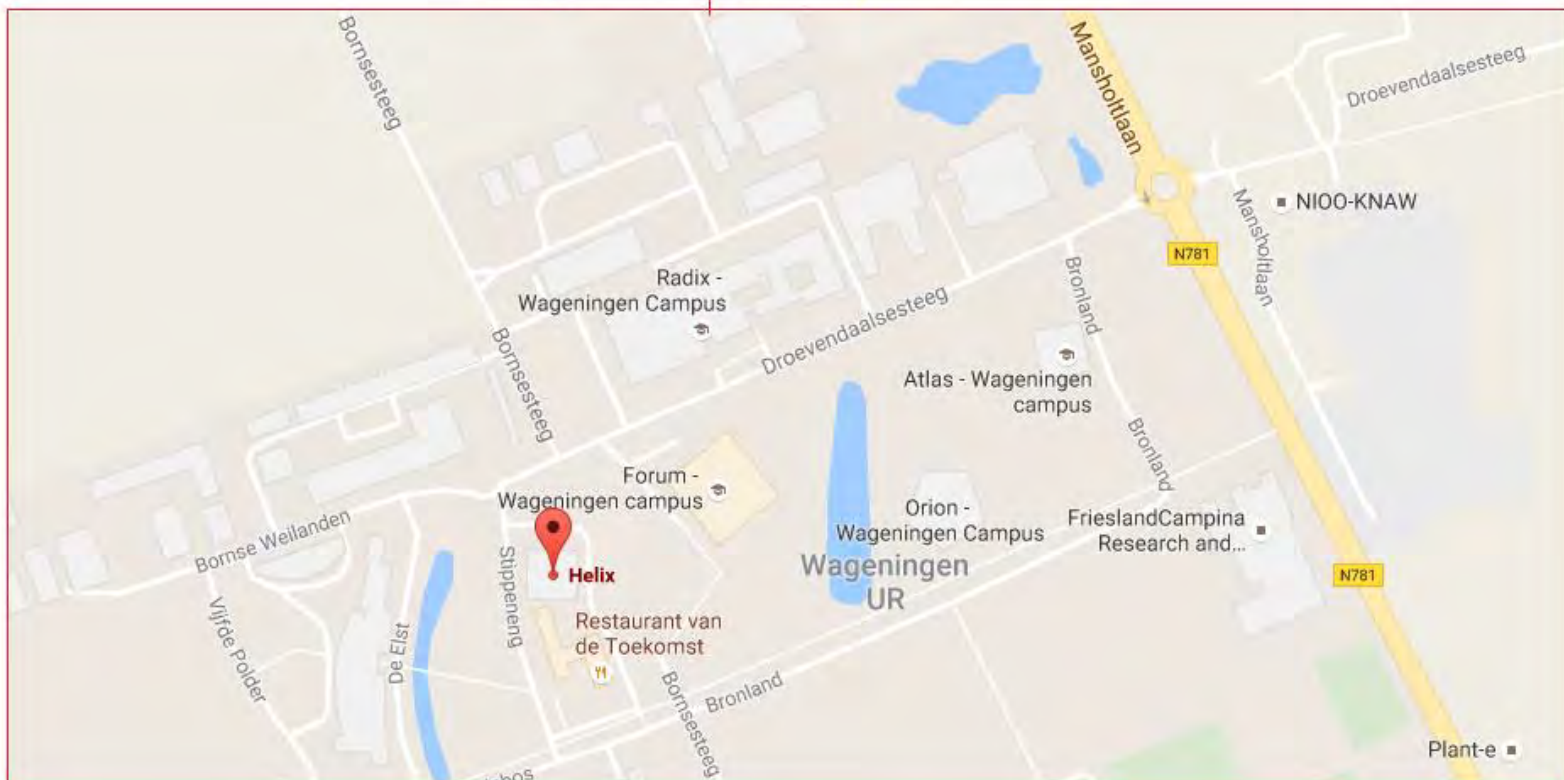 Bornsesteeg
Mansholtlaan
Droevendaalsesteeg
NIOO-KNAW
Mansholtlaan
N781
Radix -
Wageningen Campus
Bronland
Droevendaalsesteeg
Bornsesteeg
Atlas - Wageningen
campus
Bronland
Forum -
Wageningen campus
Orion -
Wageningen Campus
FrieslandCampina
Research and...
Bornse Weilanden
Stippeneng
Helix
Wageningen
UR
N781
Vijfde Polder
De Elst
Restaurant van
de Toekomst
Bronland
Bornsesteeg
Plant-e